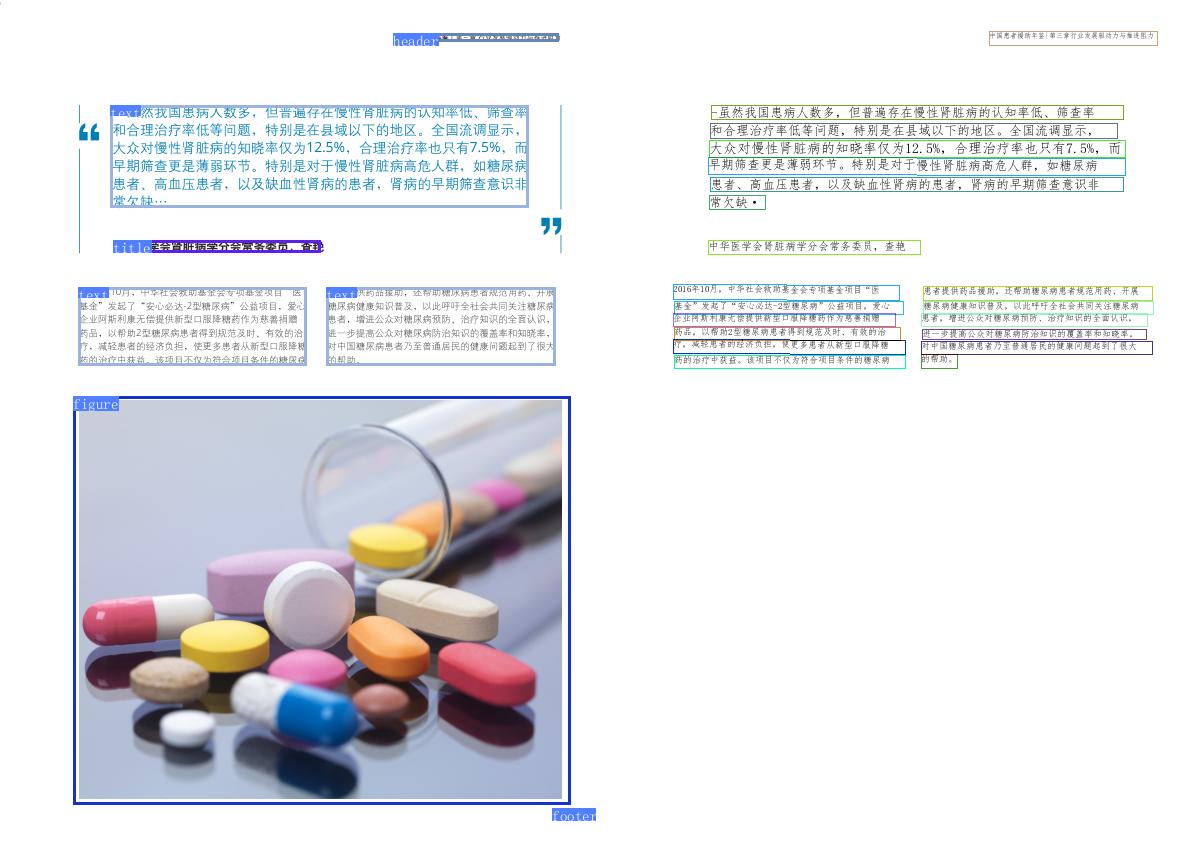 header
text然我国患病人数多，但普遍存在慢性肾脏病的认知率低、筛查率
和合理治疗率低等问题，特别是在县域以下的地区。全国流调显示，
大众对慢性肾脏病的知晓率仅为12.5%，合理治疗率也只有7.5%，而
早期筛查更是薄弱环节。特别是对于慢性肾脏病高危人群，如糖尿病
患者、高血压患者，以及缺血性肾病的患者，肾病的早期筛查意识非
常欠缺…
title学会肾脏病学分会常务委员，查艳
text10月，中华社会救助基金会专项基金项目“医
基金”发起了“安心必达-2型糖尿病”公益项目。爱心
企业阿斯利康无偿提供新型口服降糖药作为慈善捐赠
药品，以帮助2型糖尿病患者得到规范及时、有效的治
疗，减轻患者的经济负担，使更多患者从新型口服降糖
药的治疗中获益。该项目不仅为符合项目条件的糖尿病
text供药品援助，还帮助糖尿病患者规范用药、开展
糖尿病健康知识普及，以此呼吁全社会共同关注糖尿病
患者，增进公众对糖尿病预防、治疗知识的全面认识，
进一步提高公众对糖尿病防治知识的覆盖率和知晓率，
对中国糖尿病患者乃至普通居民的健康问题起到了很大
的帮助。
figure
footer
中国患者援助年鉴|第三章行业发展驱动力与推进阻力
-虽然我国患病人数多，但普遍存在慢性肾脏病的认知率低、筛查率
和合理治疗率低等问题，特别是在县域以下的地区。全国流调显示，
大众对慢性肾脏病的知晓率仅为12.5%，合理治疗率也只有7.5%，而
早期筛查更是薄弱环节。特别是对于慢性肾脏病高危人群，如糖尿病
患者、高血压患者，以及缺血性肾病的患者，肾病的早期筛查意识非
常欠缺•
中华医学会肾脏病学分会常务委员，查艳
2016年10月，中华社会救助基金会专项基金项目“医
基金”发起了“安心必达-2型糖尿病”公益项目。爱心
企业阿斯利康无偿提供新型口服降糖药作为慈善捐赠
药品。以帮助2型糖尿病患者得到规范及时、有效的治
疗。减轻患者的经济负担。使更多患者从新型口服降糖
药的治疗中获益。该项目不仅为符合项目条件的糖尿病
患者提供药品援助。还帮助糖尿病患者规范用药、开展
糖尿病健康知识普及。以此呼吁全社会共同关注糖尿病
患者。增进公众对糖尿病预防、治疗知识的全面认识。
进一步提高公众对糖尿病防治知识的覆盖率和知晓率。
对中国糖尿病患者乃至普通居民的健康问题起到了很大
的帮助。